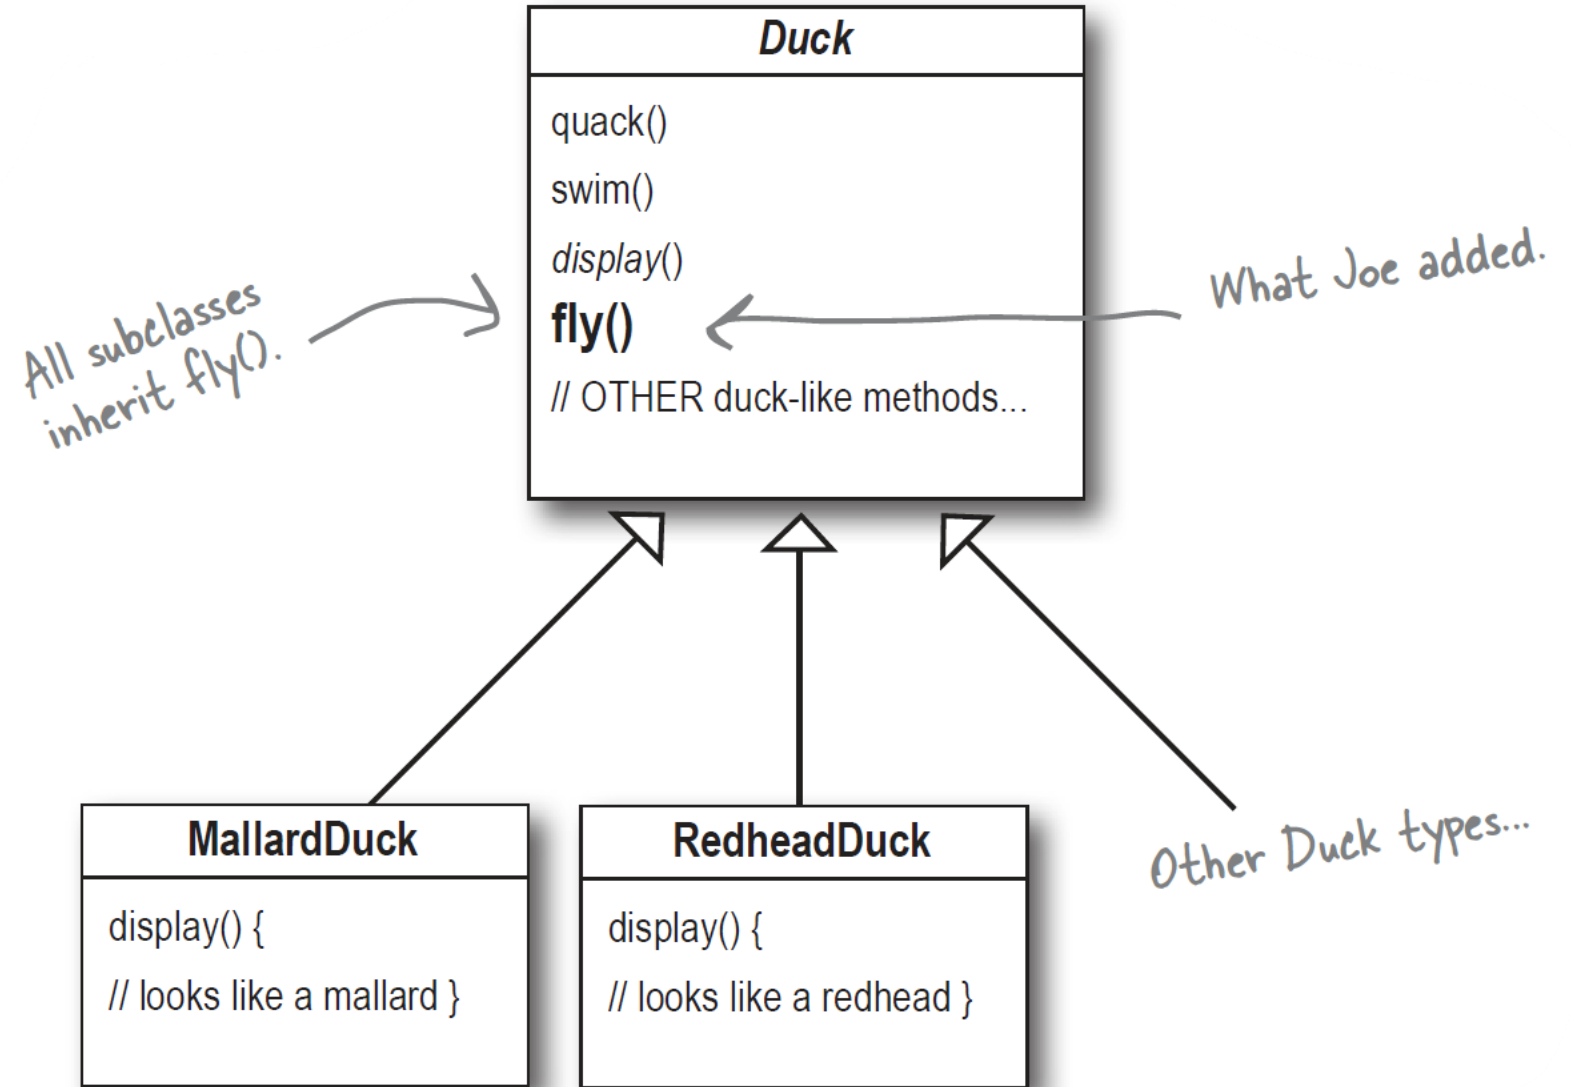 Duck
quack()
swim()
display()
fly()
// OTHER duck-like methods...
All subclasses
inherit fly().
What Joe added.
MallardDuck
display() {
// looks like a mallard }
RedheadDuck
display() {
// looks like a redhead }
Other Duck types...